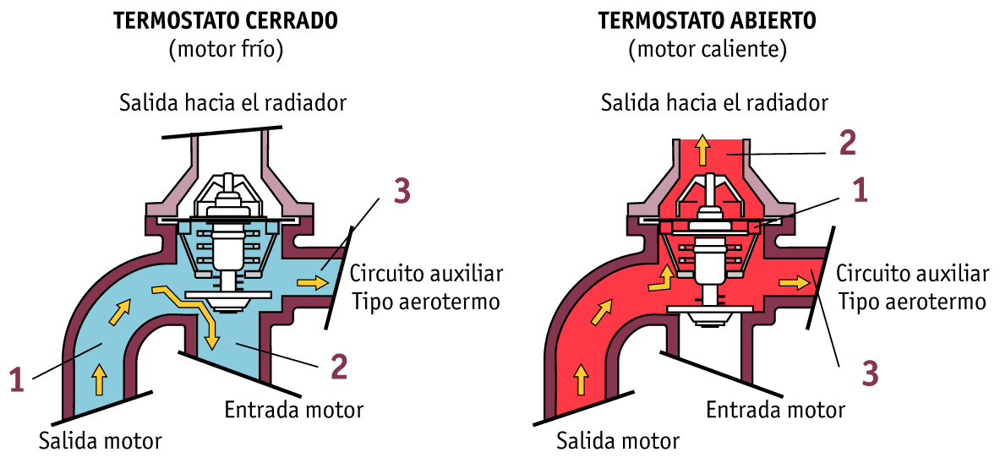 TERMOSTATO CERRADO
(motor frío)
Salida hacia el radiador
3
Circuito auxiliar
Tipo aerotermo
1
2
Entrada motor
Salida motor
TERMOSTATO ABIERTO
(motor caliente)
Salida hacia el radiador
2
1
Circuito auxiliar
Tipo aerotermo
3
Entrada motor
Salida motor